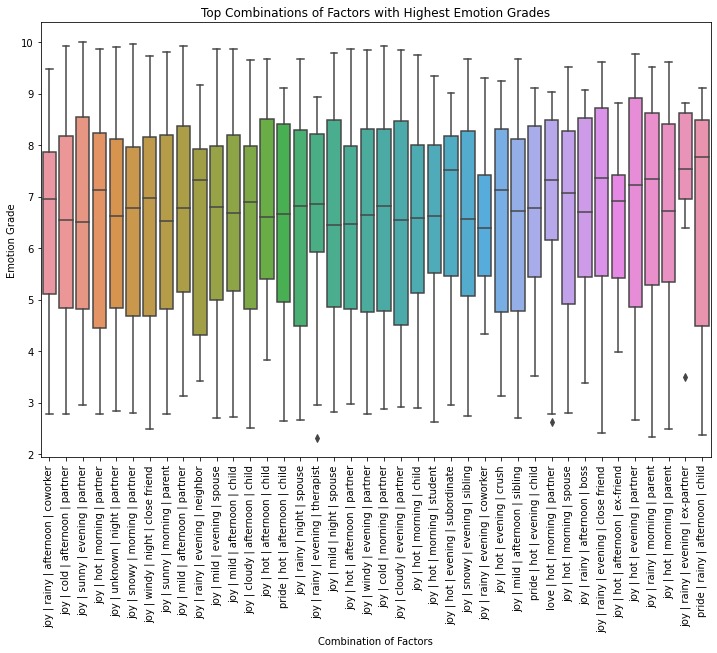 Top Combinations of Factors with Highest Emotion Grades
Emotion Grade
10
9
8
7
6
5
4
3
2
joy | rainy | afternoon | coworker
joy | cold | afternoon | partner
joy | sunny | evening | partner
joy | hot | morning | partner
joy | unknown | night | partner
joy | snowy | morning | partner
joy | windy | night | close friend
joy | sunny | morning | parent
joy | mild | afternoon | partner
joy | rainy | evening | neighbor
joy | mild | evening | spouse
joy | mild | afternoon | child
joy | cloudy | afternoon | child
joy | hot | afternoon | child
pride | hot | afternoon | child
joy | rainy | night | spouse
joy | rainy | evening | therapist
joy | mild | night | spouse
joy | hot | afternoon | partner
joy | windy | evening | partner
joy | cold | morning | partner
joy | cloudy | evening | partner
joy | hot | morning | child
joy | hot | morning | student
joy | hot | evening | subordinate
joy | snowy | evening | sibling
joy | rainy | evening | coworker
joy | hot | evening | crush
joy | mild | afternoon | sibling
pride | hot | evening | child
love | hot | morning | partner
joy | hot | morning | spouse
joy | rainy | afternoon | boss
joy | rainy | evening | close friend
joy | hot | afternoon | ex-friend
joy | hot | evening | partner
joy | rainy | morning | parent
joy | hot | morning | parent
joy | rainy | evening | ex-partner
pride | rainy | afternoon | child
Combination of Factors